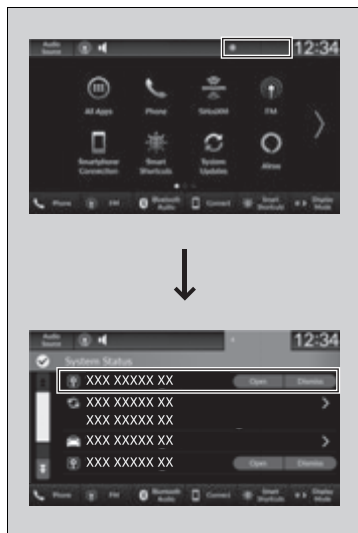 Audio Source 12:34
All Apps Phone SiriusXM FM
Smartphone Connection Smart Shortcuts System Updates Alexa
Phone FM Bluetooth Audio Connect Smart Shortcuts Display Mode
Audio Source 12:34
System Status
XXX XXXXX XX Open Dismiss
XXX XXXXX XX
XXX XXXXX XX
XXX XXXXX XX
XXX XXXXX XX Open Dismiss
Phone FM Bluetooth Audio Connect Smart Shortcuts Display Mode